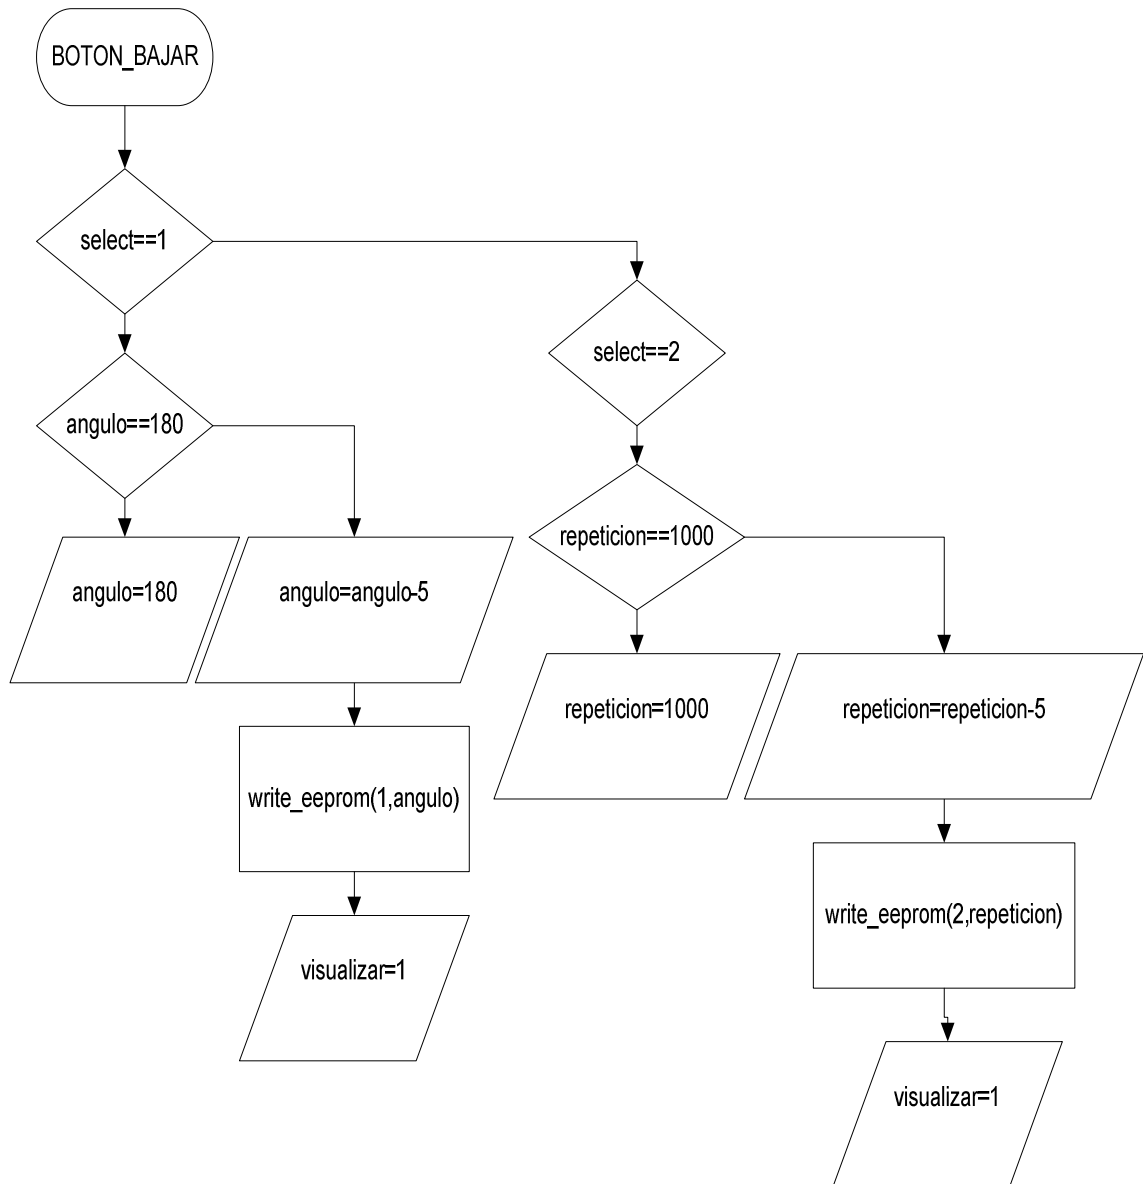 BOTON_BAJAR
select==1
select==2
angulo==180
repeticion==1000
angulo=180
angulo=angulo-5
repeticion=1000
repeticion=repeticion-5
write_eeprom(1,angulo)
write_eeprom(2,repeticion)
visualizar=1
visualizar=1